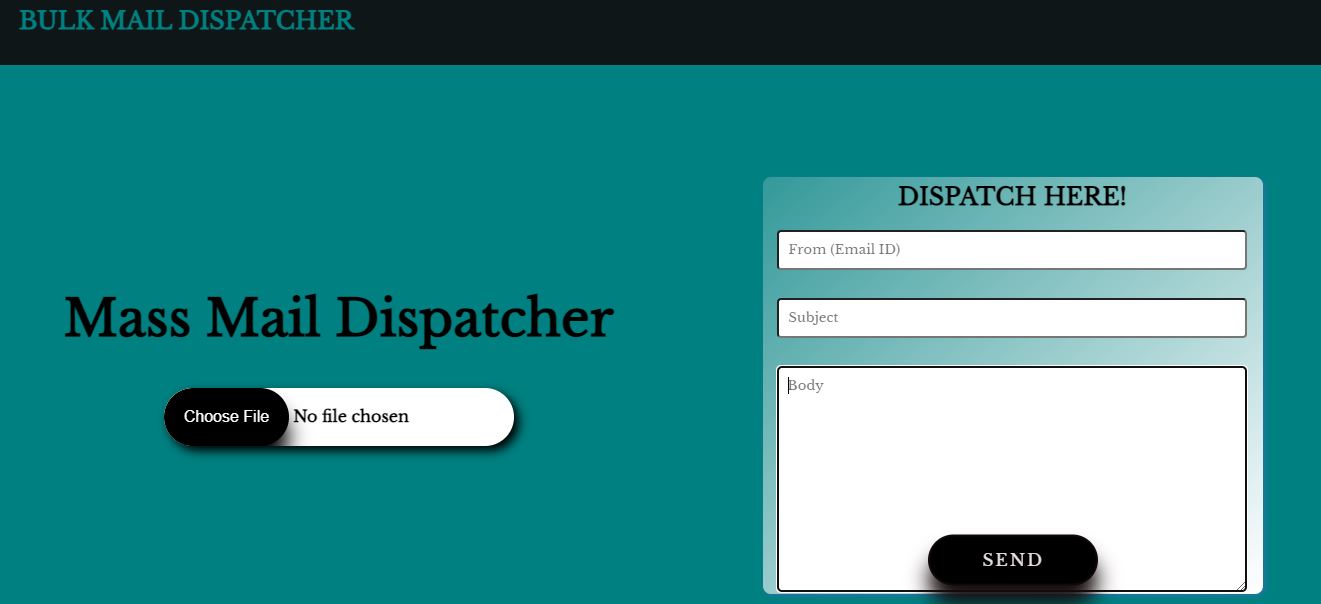 BULK MAIL DISPATCHER
Mass Mail Dispatcher
Choose File No file chosen
DISPATCH HERE!
From (Email ID)
Subject
Body
SEND